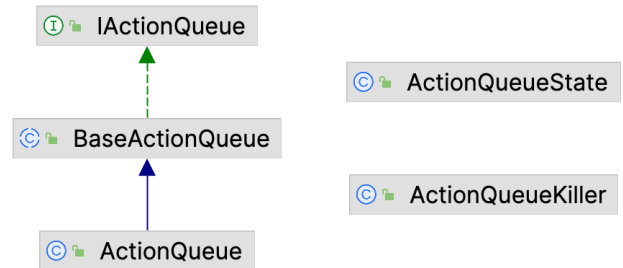 I IActionQueue
C BaseActionQueue
C ActionQueue
C ActionQueueState
C ActionQueueKiller